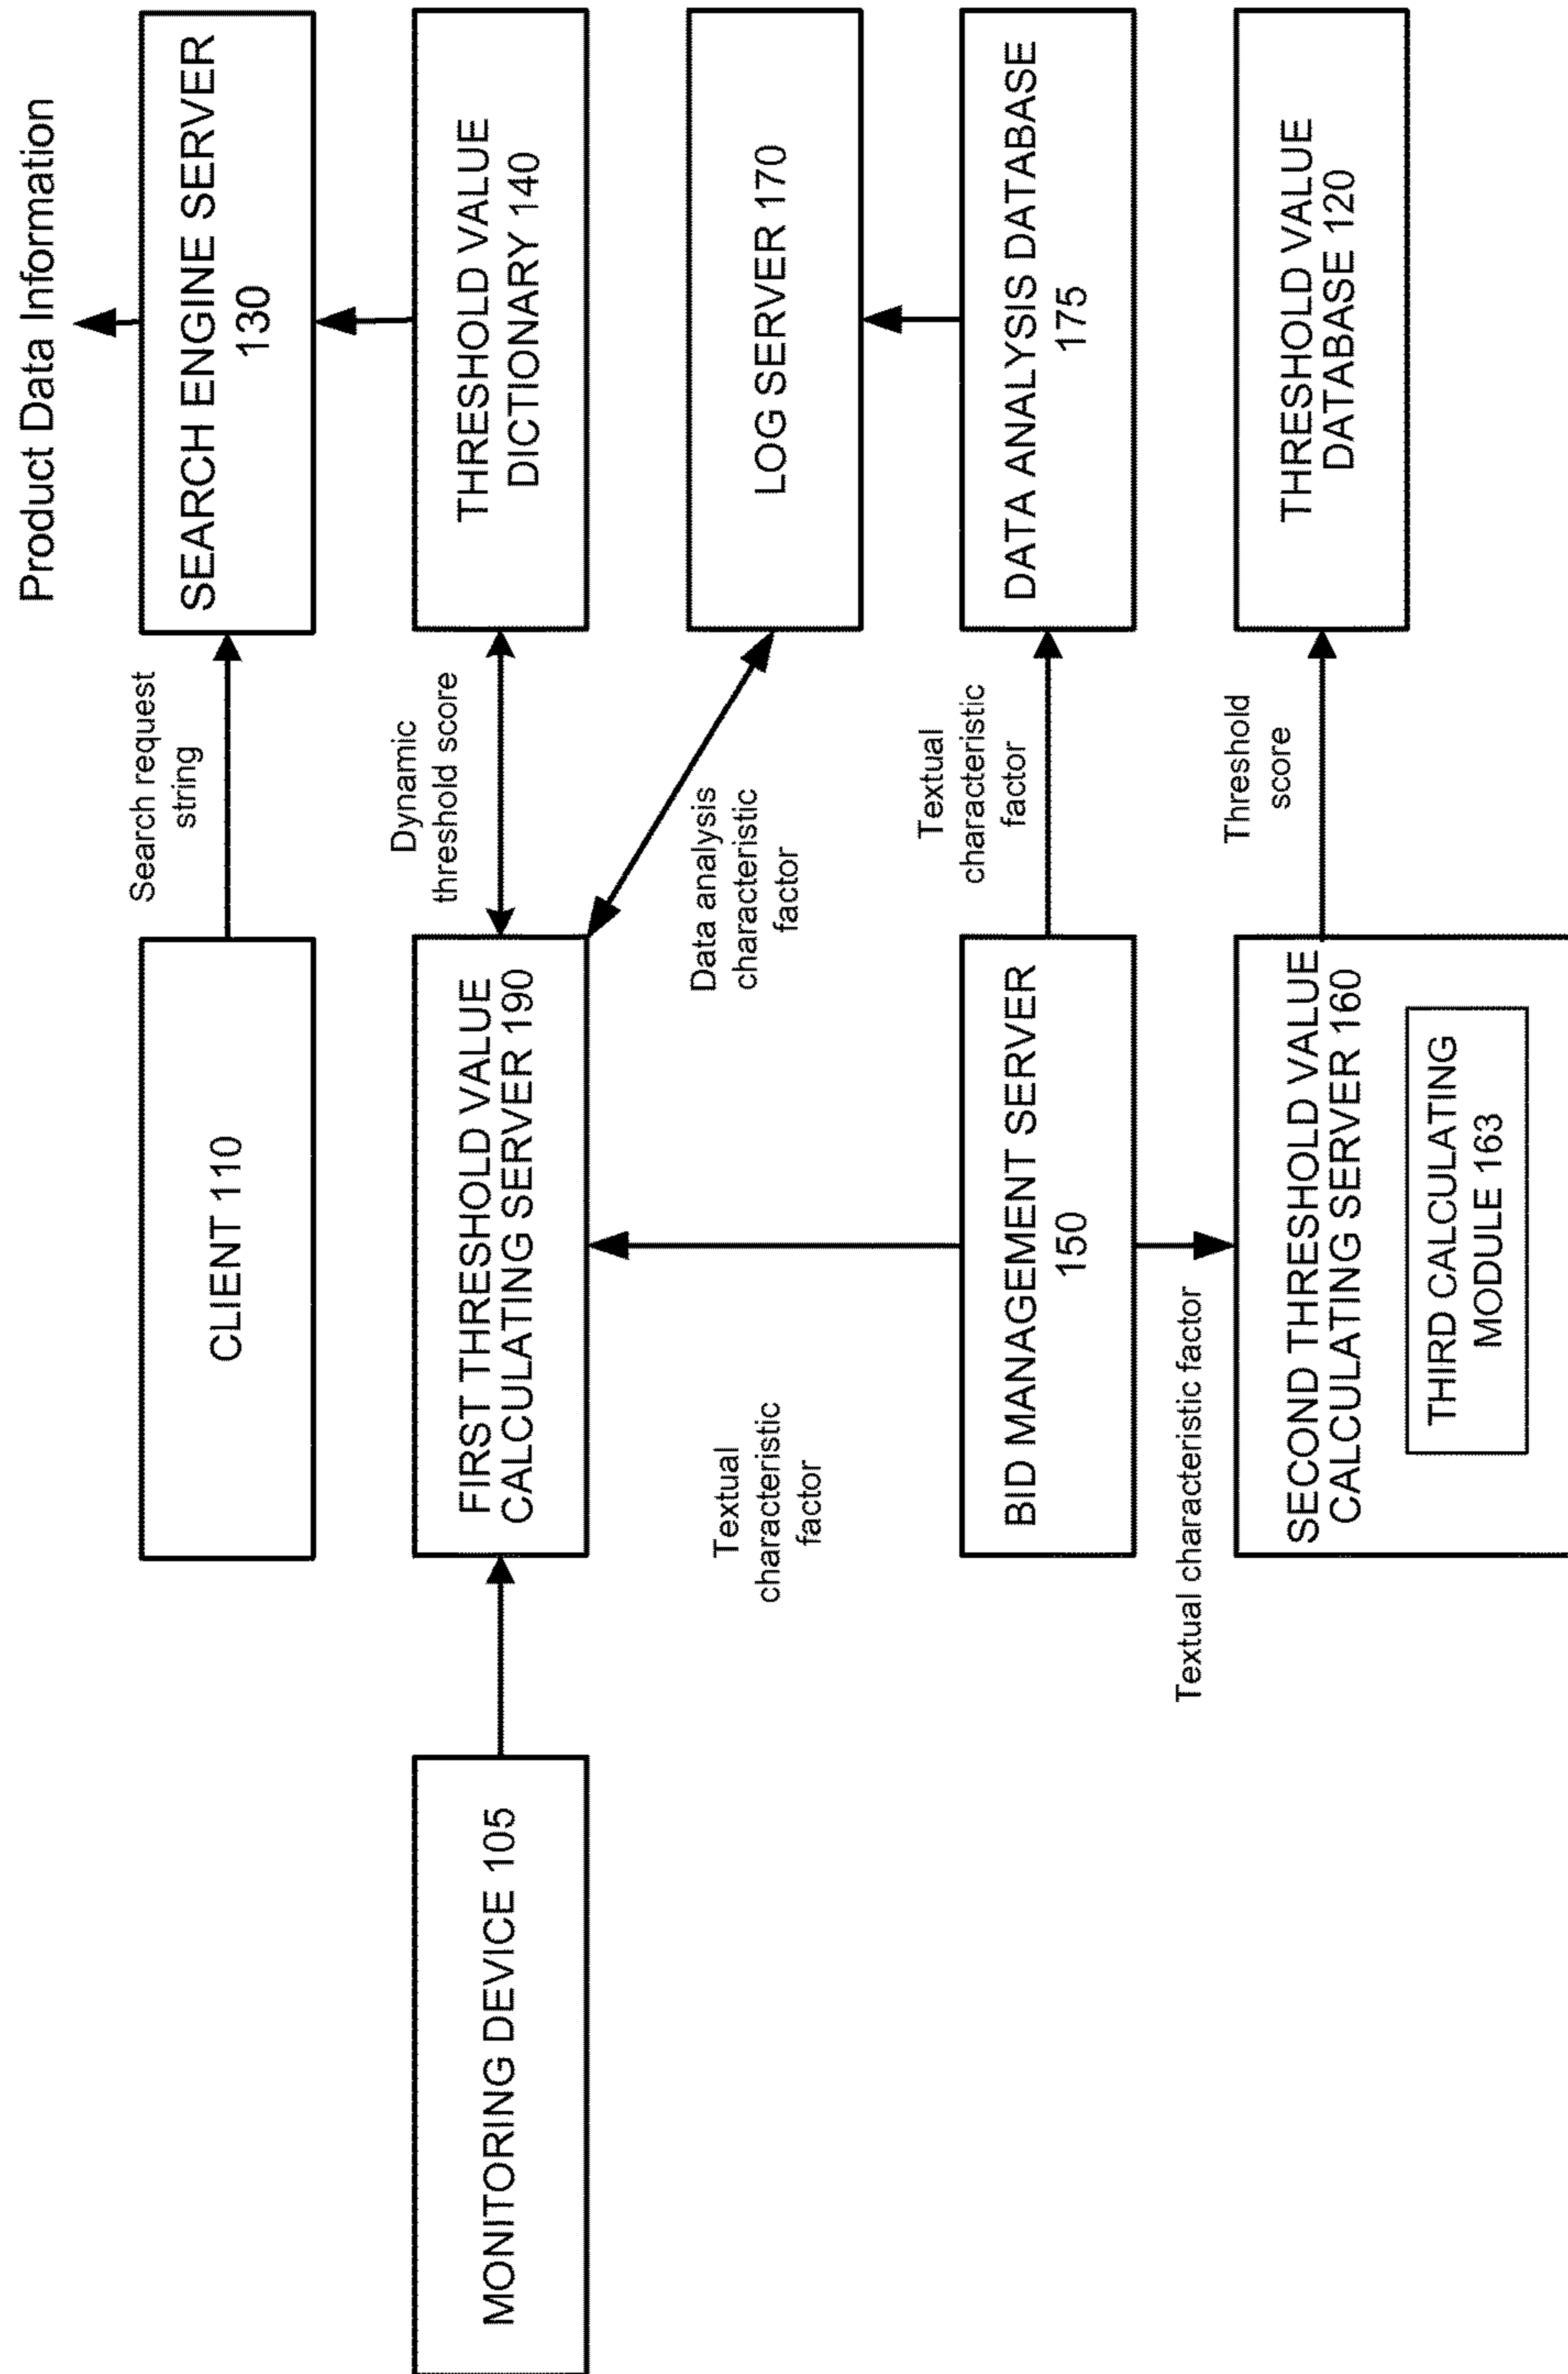 Product Data Information
CLIENT 110
Search request
string
SEARCH ENGINE SERVER
130
MONITORING DEVICE 105
FIRST THRESHOLD VALUE
CALCULATING SERVER 190
Dynamic
threshold score
THRESHOLD VALUE
DICTIONARY 140
Textual
characteristic
factor
Data analysis
characteristic
factor
LOG SERVER 170
BID MANAGEMENT SERVER
150
Textual
characteristic
factor
DATA ANALYSIS DATABASE
175
Textual characteristic factor
SECOND THRESHOLD VALUE
CALCULATING SERVER 160
THIRD CALCULATING
MODULE 163
Threshold
score
THRESHOLD VALUE
DATABASE 120